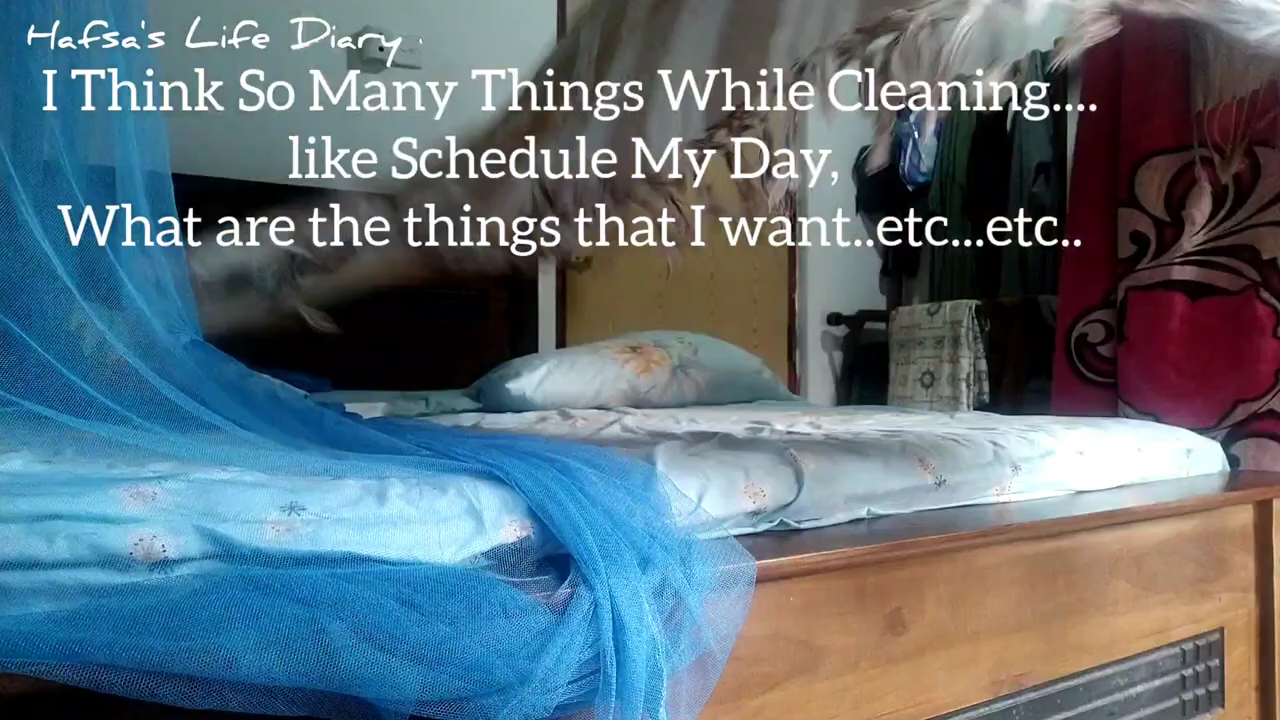 Hafsa's Life Diary.
I Think So Many Things While Cleaning....
like Schedule My Day,
What are the things that I want..etc...etc..